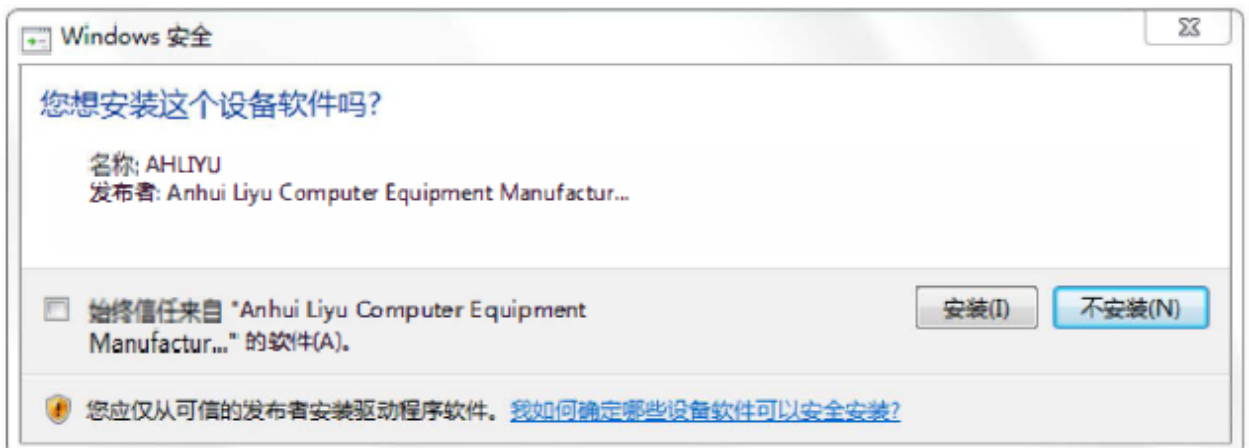 Windows 安全
您想安装这个设备软件吗?
名称: AHLIYU
发布者: Anhui Liyu Computer Equipment Manufactur...
始终信任来自 "Anhui Liyu Computer Equipment
Manufactur..." 的软件(A)。
安装(I)
不安装(N)
您应仅从可信的发布者安装驱动程序软件。我如何确定哪些设备软件可以安全安装?